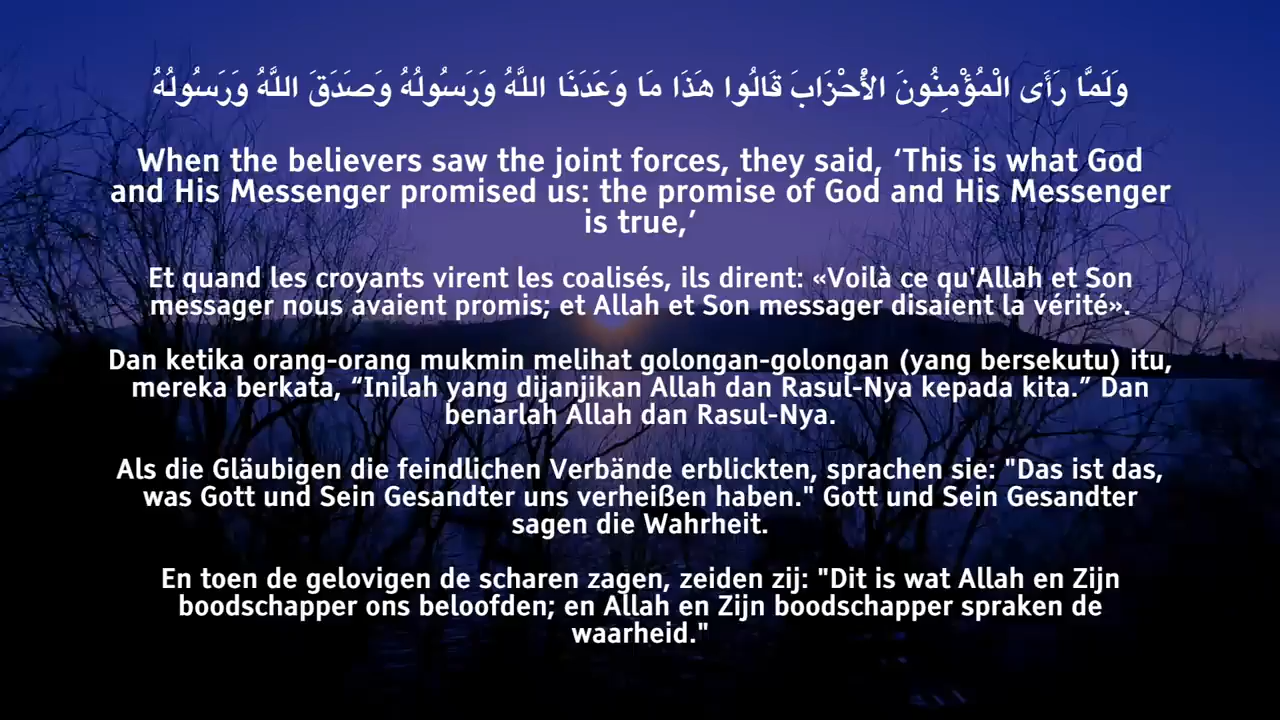 وَلَمَّا رَأَى الْمُؤْمِنُونَ الْأَحْزَابَ قَالُوا هَذَا مَا وَعَدَنَا اللَّهُ وَرَسُولُهُ وَصَدَقَ اللَّهُ وَرَسُولُهُ
When the believers saw the joint forces, they said, ‘This is what God
and His Messenger promised us: the promise of God and His Messenger
is true,’
Et quand les croyants virent les coalisés, ils dirent: «Voilà ce qu'Allah et Son
messager nous avaient promis; et Allah et Son messager disaient la vérité».
Dan ketika orang-orang mukmin melihat golongan-golongan (yang bersekutu) itu,
mereka berkata, “Inilah yang dijanjikan Allah dan Rasul-Nya kepada kita.” Dan
benarlah Allah dan Rasul-Nya.
Als die Gläubigen die feindlichen Verbände erblickten, sprachen sie: "Das ist das,
was Gott und Sein Gesandter uns verheißen haben." Gott und Sein Gesandter
sagen die Wahrheit.
En toen de gelovigen de scharen zagen, zeiden zij: "Dit is wat Allah en Zijn
boodschapper ons beloofden; en Allah en Zijn boodschapper spraken de
waarheid."